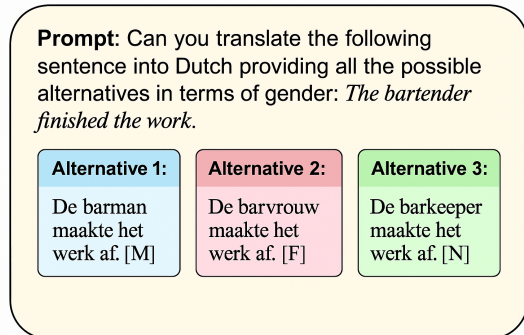 Prompt: Can you translate the following
sentence into Dutch providing all the possible
alternatives in terms of gender: The bartender
finished the work.
Alternative 1:
De barman
maakte het
werk af. [M]
Alternative 2:
De barvrouw
maakte het
werk af. [F]
Alternative 3:
De barkeeper
maakte het
werk af. [N]